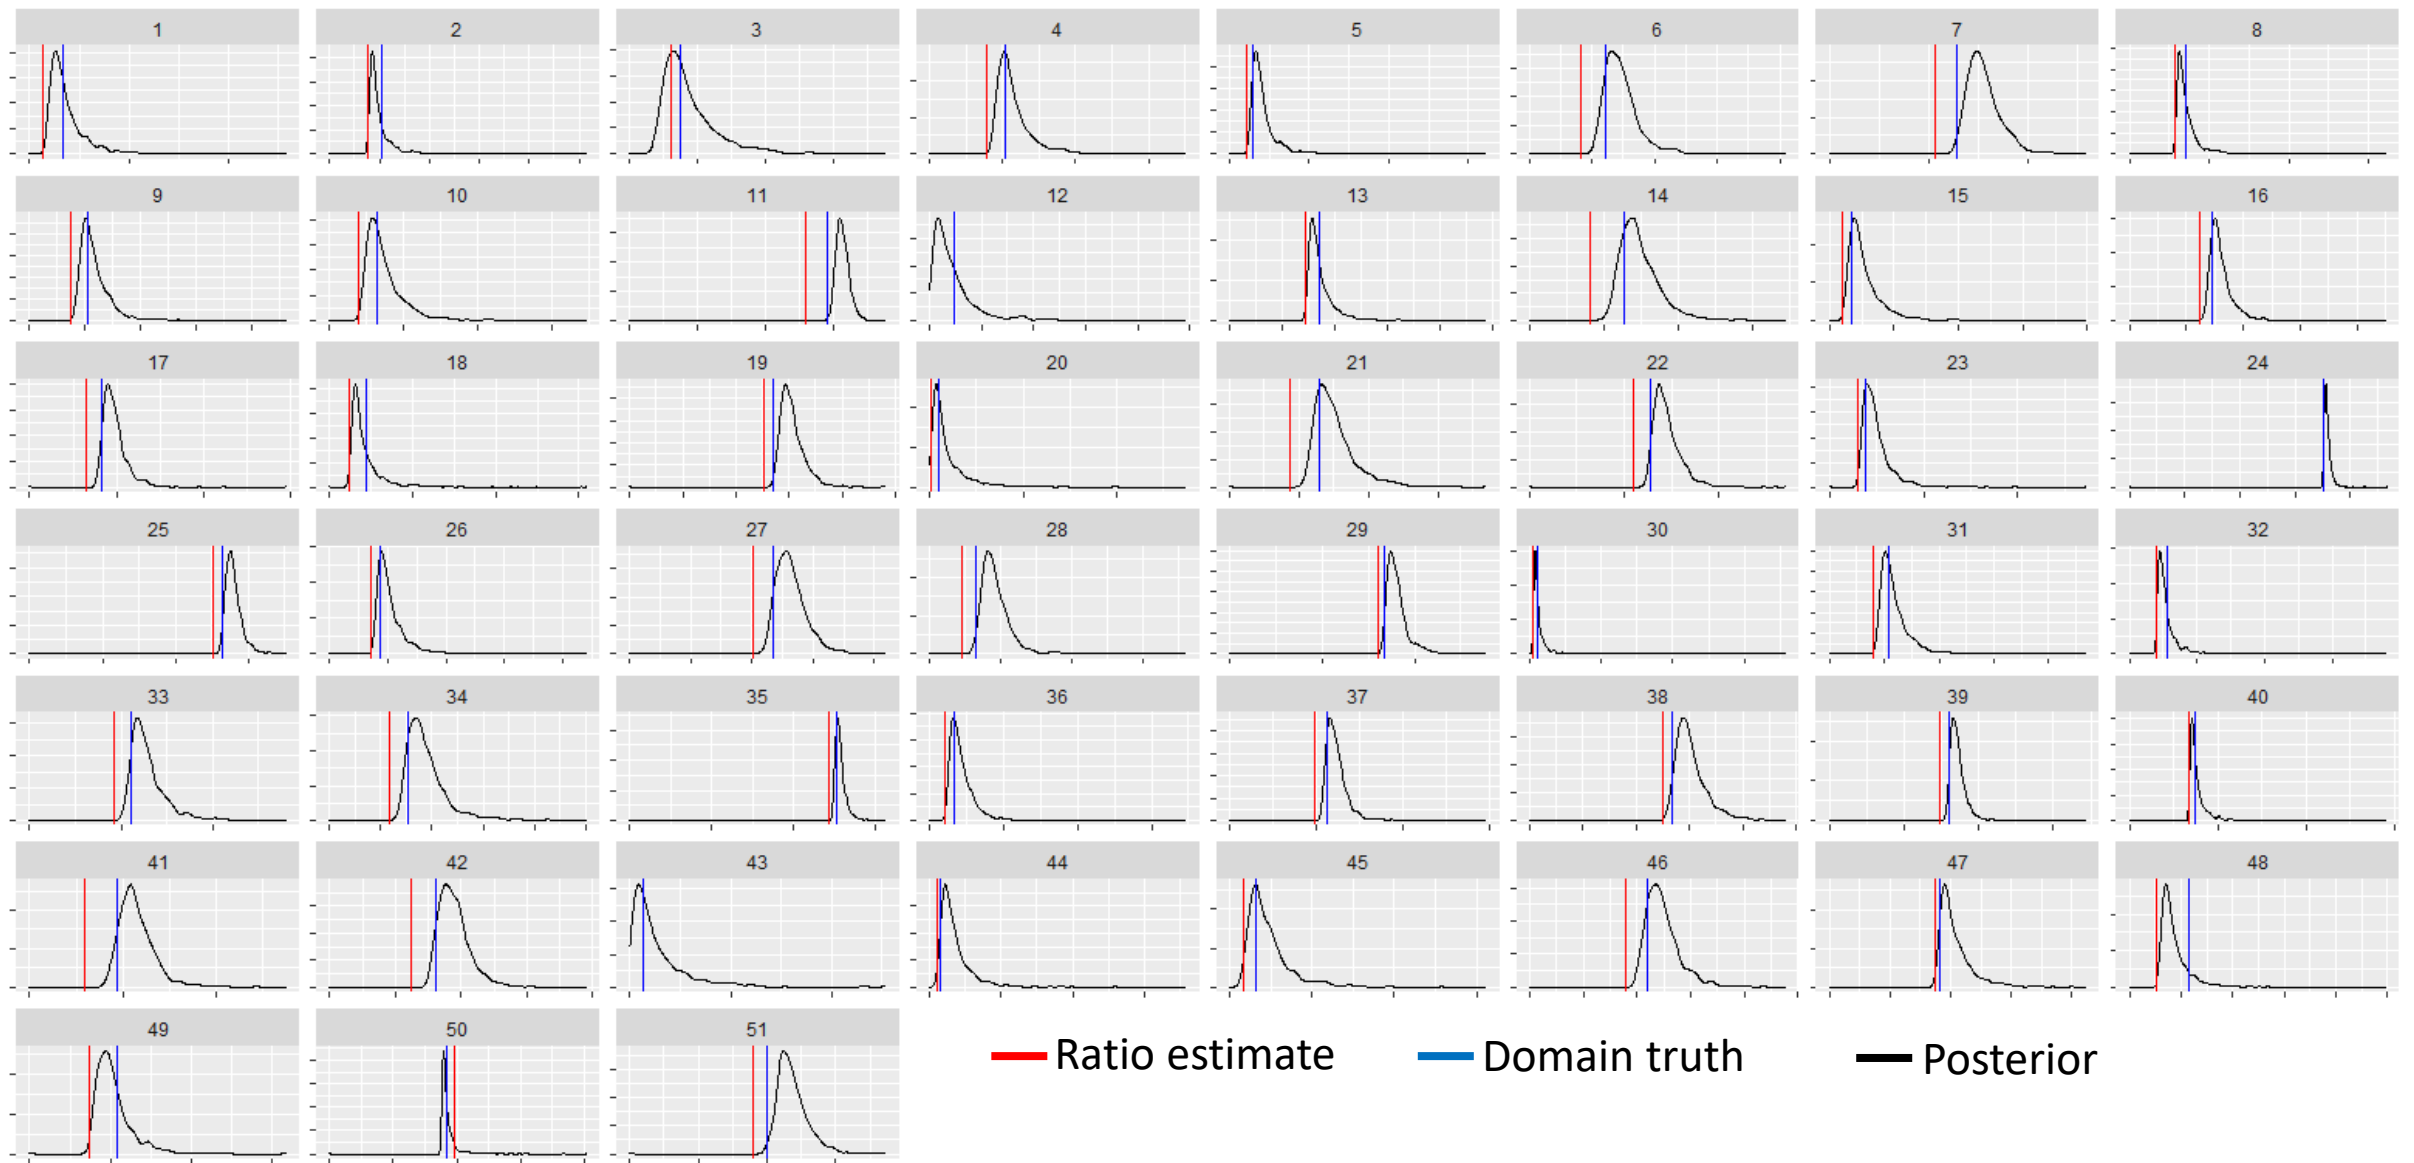 1 2 3 4 5 6 7 8
9 10 11 12 13 14 15 16
17 18 19 20 21 22 23 24
25 26 27 28 29 30 31 32
33 34 35 36 37 38 39 40
41 42 43 44 45 46 47 48
49 50 51
Ratio estimate Domain truth Posterior